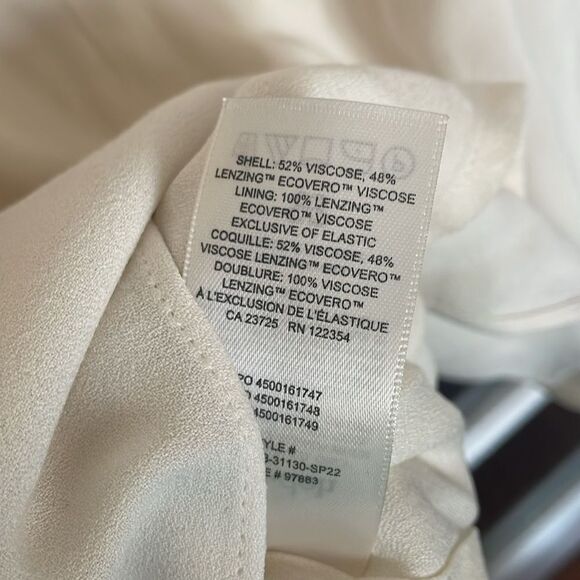 SHELL: 52% VISCOSE, 48%
LENZING™ ECOVERO™ VISCOSE
LINING: 100% LENZING™
ECOVERO™ VISCOSE
EXCLUSIVE OF ELASTIC
COQUILLE: 52% VISCOSE, 48%
VISCOSE LENZING™ ECOVERO™
DOUBLURE: 100% VISCOSE
LENZING™ ECOVERO™
À L'EXCLUSION DE L'ÉLASTIQUE
CA 23725 RN 122354
PO 4500161747
4500161748
4500161749
YLE #
-31130-SP22
E # 97883